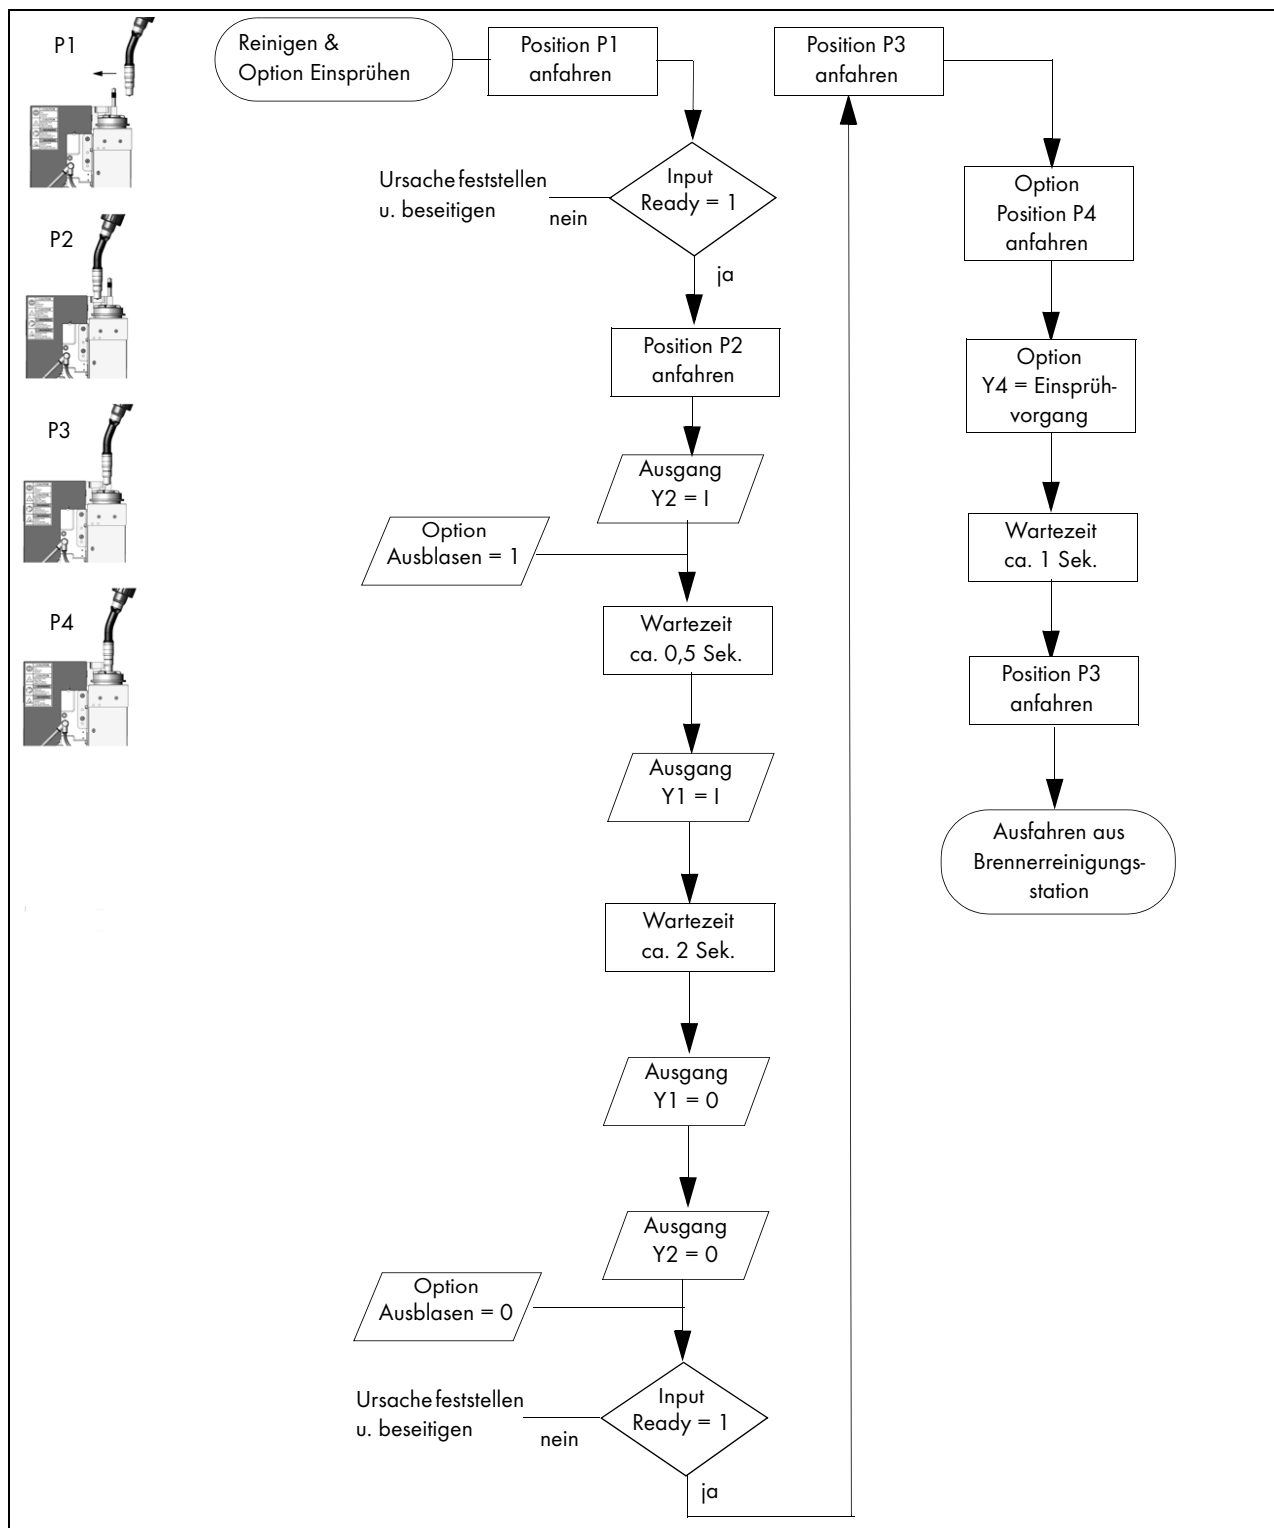 P1
P2
P3
P4
Reinigen &
Option Einsprühen
Position P1
anfahren
Input
Ready = 1
Ursache feststellen
u. beseitigen
nein
ja
Position P2
anfahren
Ausgang
Y2 = I
Option
Ausblasen = 1
Wartezeit
ca. 0,5 Sek.
Ausgang
Y1 = I
Wartezeit
ca. 2 Sek.
Ausgang
Y1 = 0
Ausgang
Y2 = 0
Option
Ausblasen = 0
Input
Ready = 1
Ursache feststellen
u. beseitigen
nein
ja
Position P3
anfahren
Option
Position P4
anfahren
Option
Y4 = Einsprüh-
vorgang
Wartezeit
ca. 1 Sek.
Position P3
anfahren
Ausfahren aus
Brennerreinigungs-
station